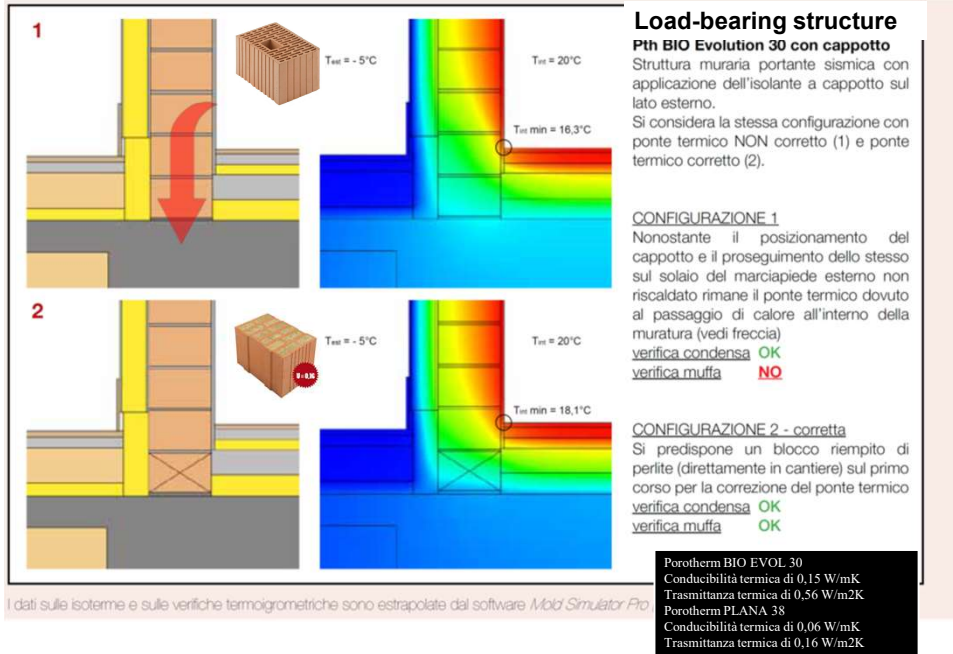 Load-bearing structure
Pth BIO Evolution 30 con cappotto
Struttura muraria portante sismica con
applicazione dell'isolante a cappotto sul
lato esterno.
Si considera la stessa configurazione con
ponte termico NON corretto (1) e ponte
termico corretto (2).
1
Test = - 5°C
Tint = 20°C
Tint min = 16,3°C
CONFIGURAZIONE 1
Nonostante il posizionamento del
cappotto e il proseguimento dello stesso
sul solaio del marciapiede esterno non
riscaldato rimane il ponte termico dovuto
al passaggio di calore all'interno della
muratura (vedi freccia)
verifica condensa OK
verifica muffa NO
2
U = 0,16
Test = - 5°C
Tint = 20°C
Tint min = 18,1°C
CONFIGURAZIONE 2 - corretta
Si predispone un blocco riempito di
perlite (direttamente in cantiere) sul primo
corso per la correzione del ponte termico
verifica condensa OK
verifica muffa OK
Porotherm BIO EVOL 30
Conducibilità termica di 0,15 W/mK
Trasmittanza termica di 0,56 W/m2K
Porotherm PLANA 38
Conducibilità termica di 0,06 W/mK
Trasmittanza termica di 0,16 W/m2K
I dati sulle isoterme e sulle verifiche termoigrometriche sono estrapolate dal software Mold Simulator Pro